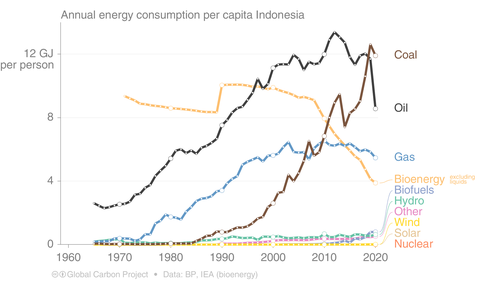 Annual energy consumption per capita Indonesia
12 GJ
per person
8
4
0
1960
1970
1980
1990
2000
2010
2020
Coal
Oil
Gas
Bioenergy excluding liquids
Biofuels
Hydro
Other
Wind
Solar
Nuclear
Global Carbon Project • Data: BP, IEA (bioenergy)